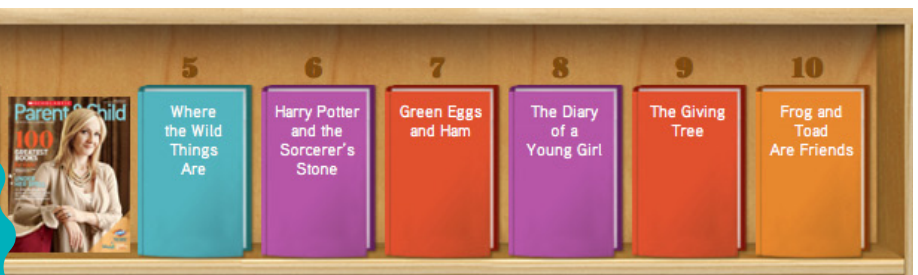 5
6
7
8
9
10
SCHOLASTIC
Parent & Child
100
GREATEST
BOOKS
Where
the Wild
Things
Are
Harry Potter
and the
Sorcerer's
Stone
Green Eggs
and Ham
The Diary
of a
Young Girl
The Giving
Tree
Frog and
Toad
Are Friends